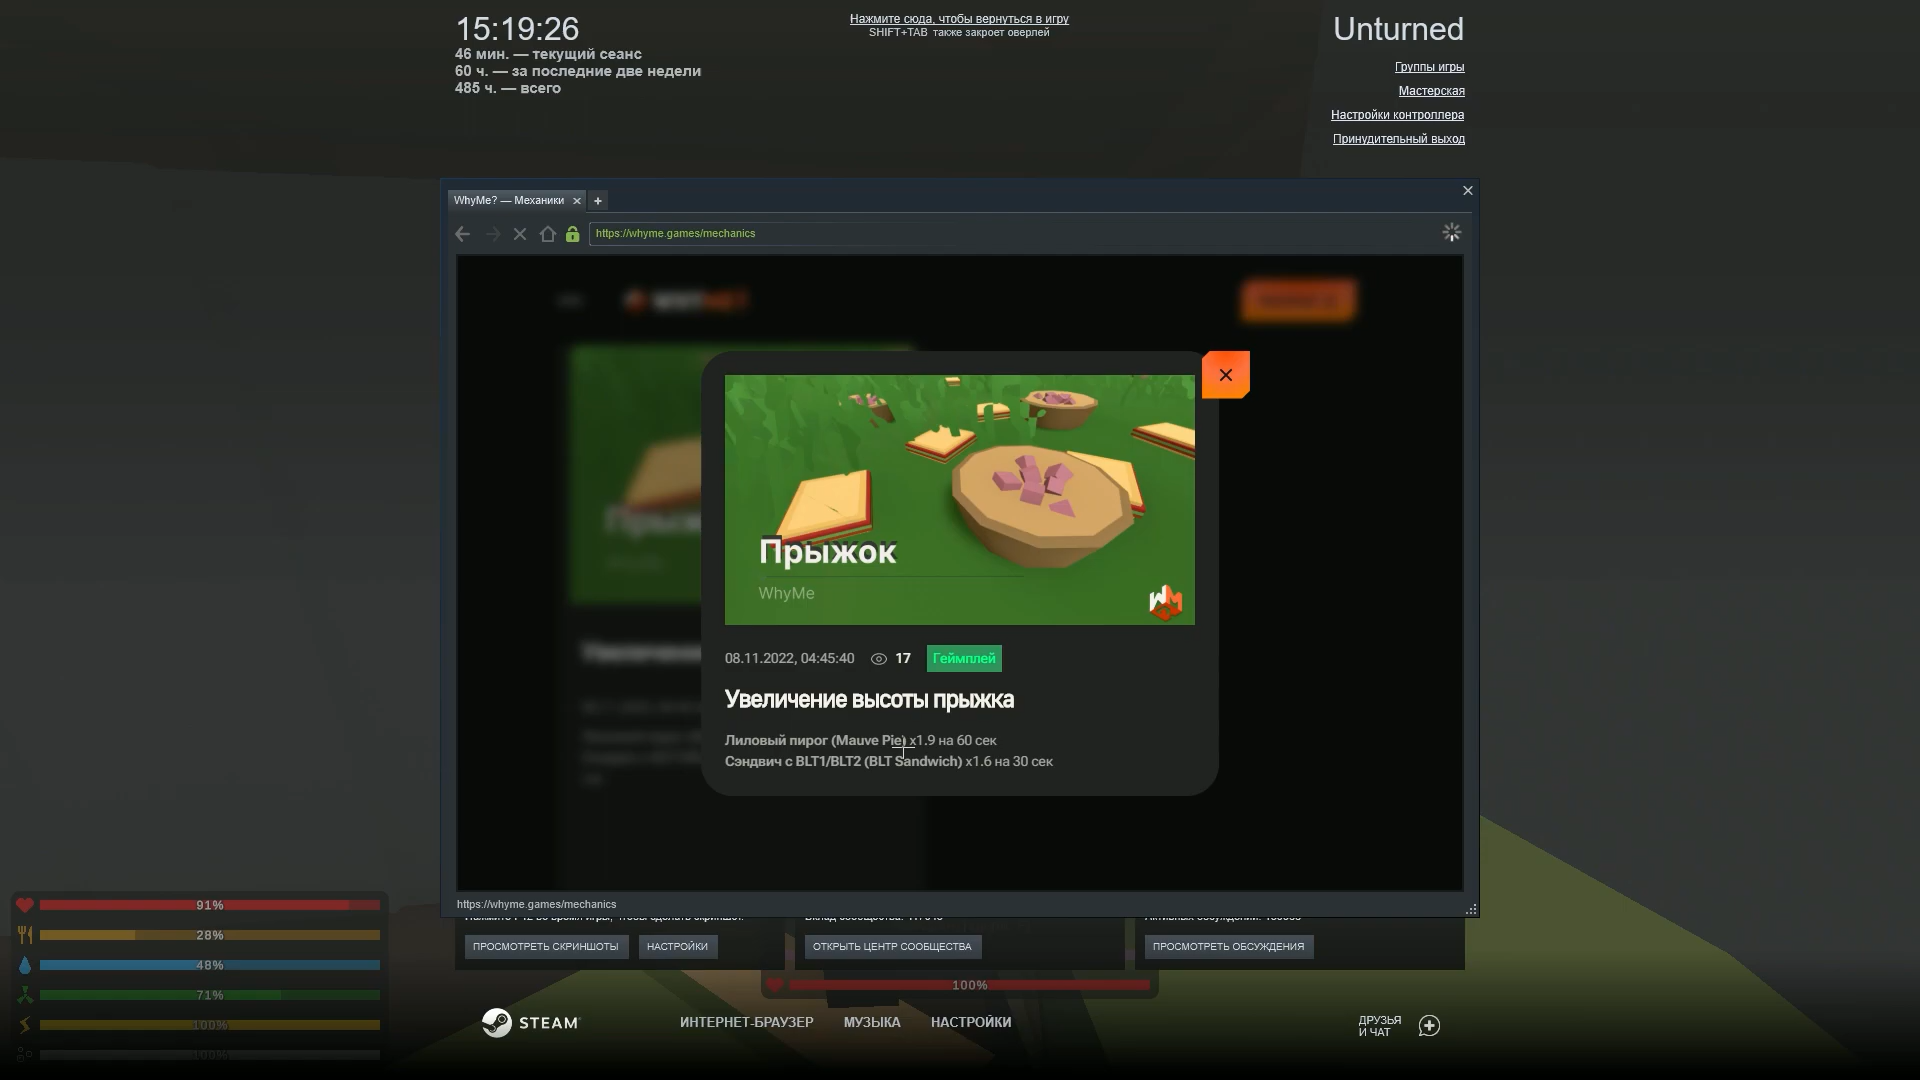 15:19:26
46 мин. — текущий сеанс
60 ч. — за последние две недели
485 ч. — всего
Нажмите сюда, чтобы вернуться в игру
SHIFT+TAB также закроет оверлей
Unturned
Группы игры
Мастерская
Настройки контроллера
Принудительный выход
WhyMe? — Механики
https://whyme.games/mechanics
Прыжок
WhyMe
08.11.2022, 04:45:40 17 Геймплей
Увеличение высоты прыжка
Лиловый пирог (Mauve Pie) x1.9 на 60 сек
Сэндвич с BLT1/BLT2 (BLT Sandwich) x1.6 на 30 сек
https://whyme.games/mechanics
ПРОСМОТРЕТЬ СКРИНШОТЫ
НАСТРОЙКИ
ОТКРЫТЬ ЦЕНТР СООБЩЕСТВА
ПРОСМОТРЕТЬ ОБСУЖДЕНИЯ
91%
28%
48%
71%
100%
100%
100%
STEAM
ИНТЕРНЕТ-БРАУЗЕР
МУЗЫКА
НАСТРОЙКИ
ДРУЗЬЯ
И ЧАТ